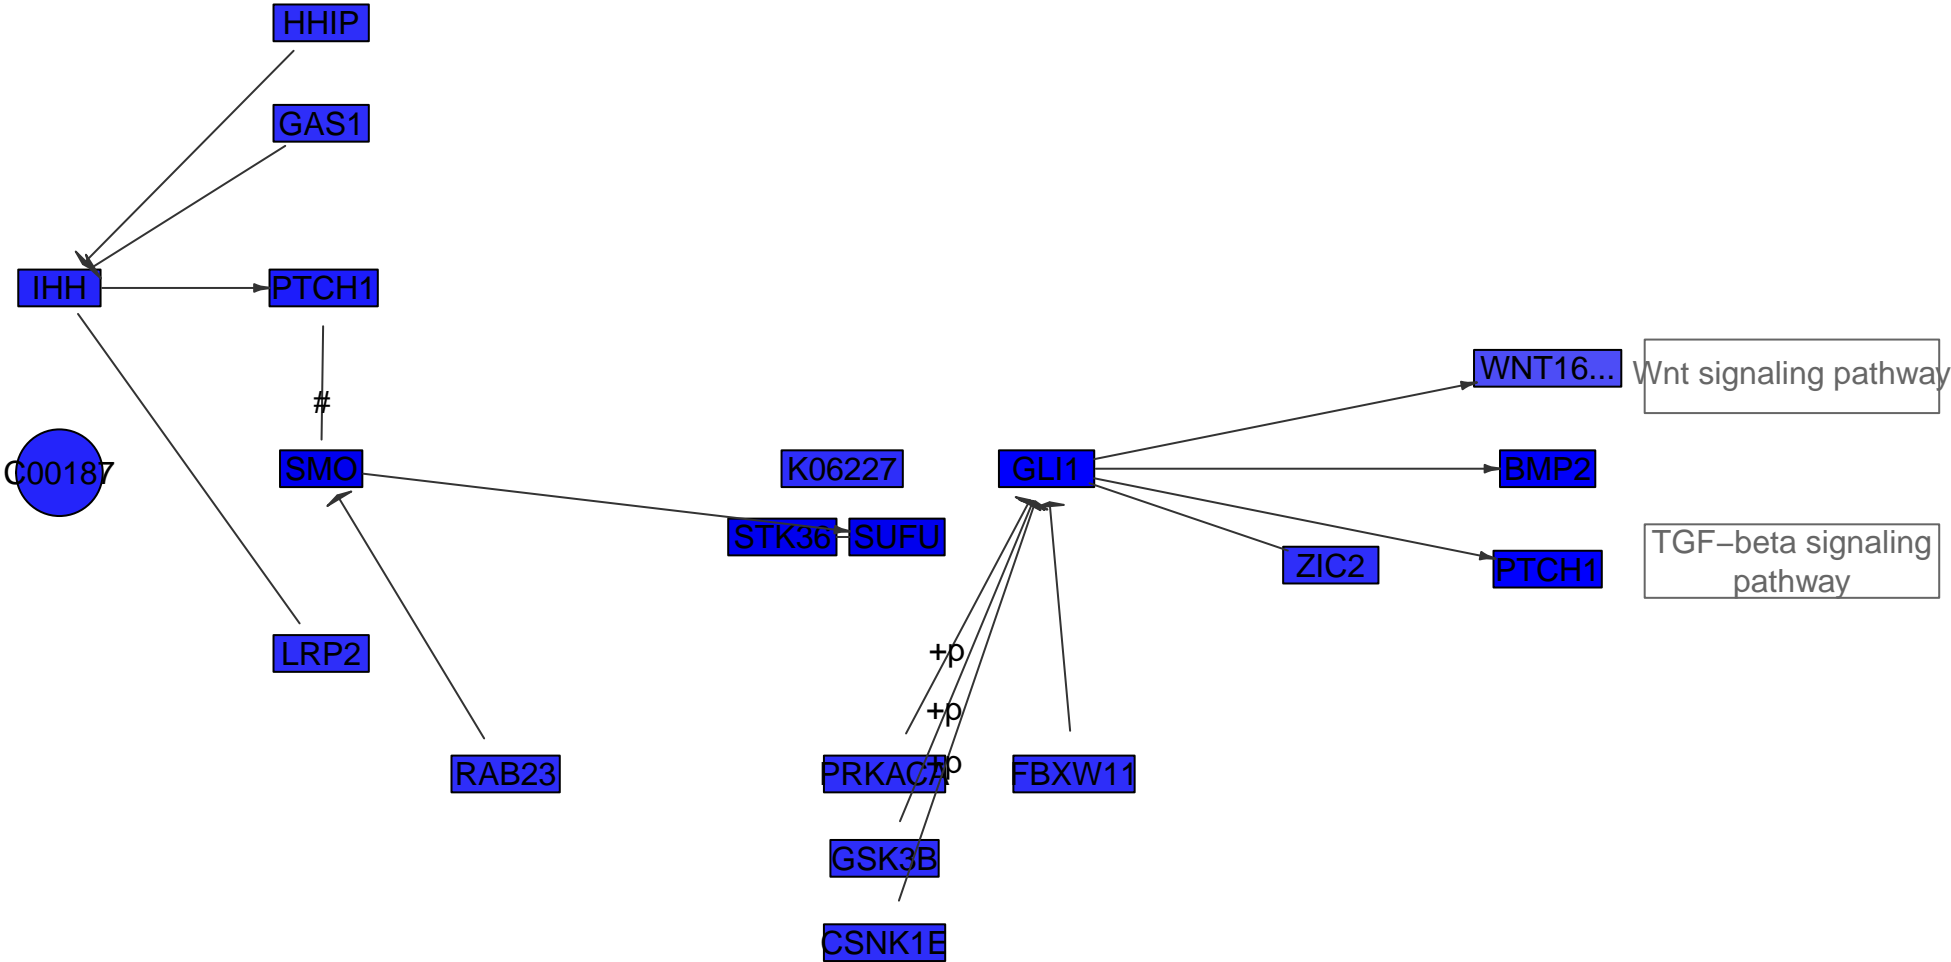 HHIP
GAS1
IHH
PTCH1
WNT16...
Wnt signaling pathway
#
C00187
SMO
K06227
GLI1
BMP2
STK36
SUFU
ZIC2
PTCH1
TGF−beta signaling
pathway
LRP2
+p
+p
+p
RAB23
PRKACA
FBXW11
GSK3B
CSNK1E